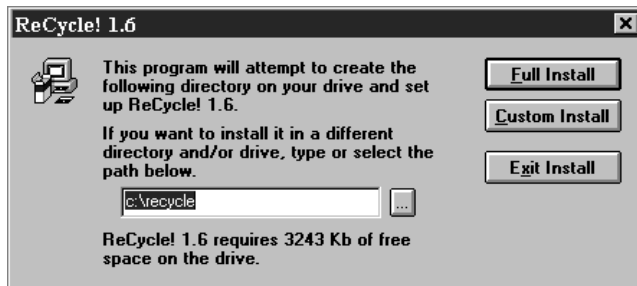 ReCycle! 1.6
This program will attempt to create the
following directory on your drive and set
up ReCycle! 1.6.
If you want to install it in a different
directory and/or drive, type or select the
path below.
c:\recycle
...
ReCycle! 1.6 requires 3243 Kb of free
space on the drive.
Full Install
Custom Install
Exit Install